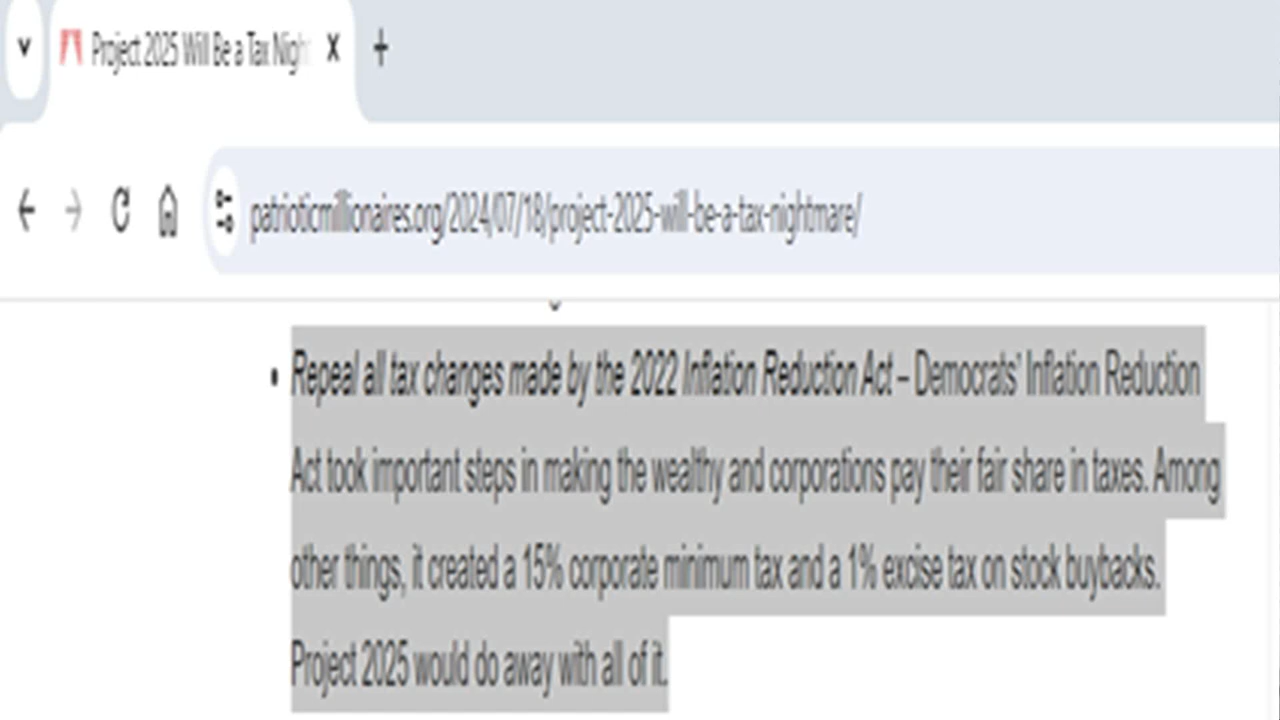 Project 2025 Will Be a Tax Nigh
patrioticmillionaires.org/2024/07/18/project-2025-will-be-a-tax-nightmare/
• Repeal all tax changes made by the 2022 Inflation Reduction Act – Democrats' Inflation Reduction
Act took important steps in making the wealthy and corporations pay their fair share in taxes. Among
other things, it created a 15% corporate minimum tax and a 1% excise tax on stock buybacks.
Project 2025 would do away with all of it.